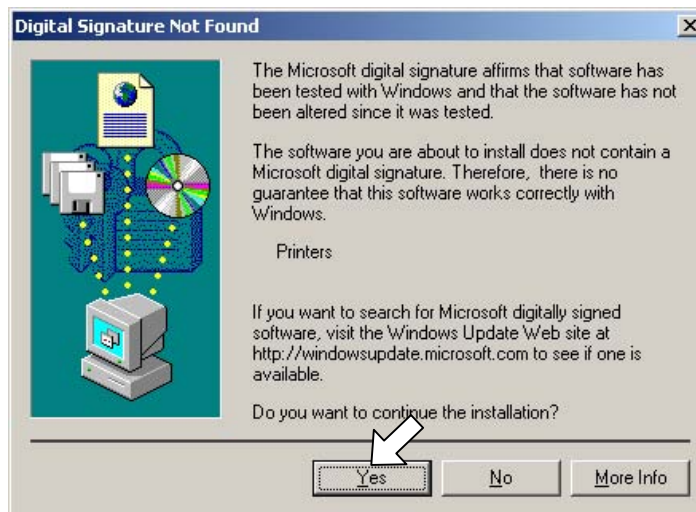 Digital Signature Not Found
The Microsoft digital signature affirms that software has
been tested with Windows and that the software has not
been altered since it was tested.
The software you are about to install does not contain a
Microsoft digital signature. Therefore, there is no
guarantee that this software works correctly with
Windows.
Printers
If you want to search for Microsoft digitally signed
software, visit the Windows Update Web site at
http://windowsupdate.microsoft.com to see if one is
available.
Do you want to continue the installation?
Yes
No
More Info